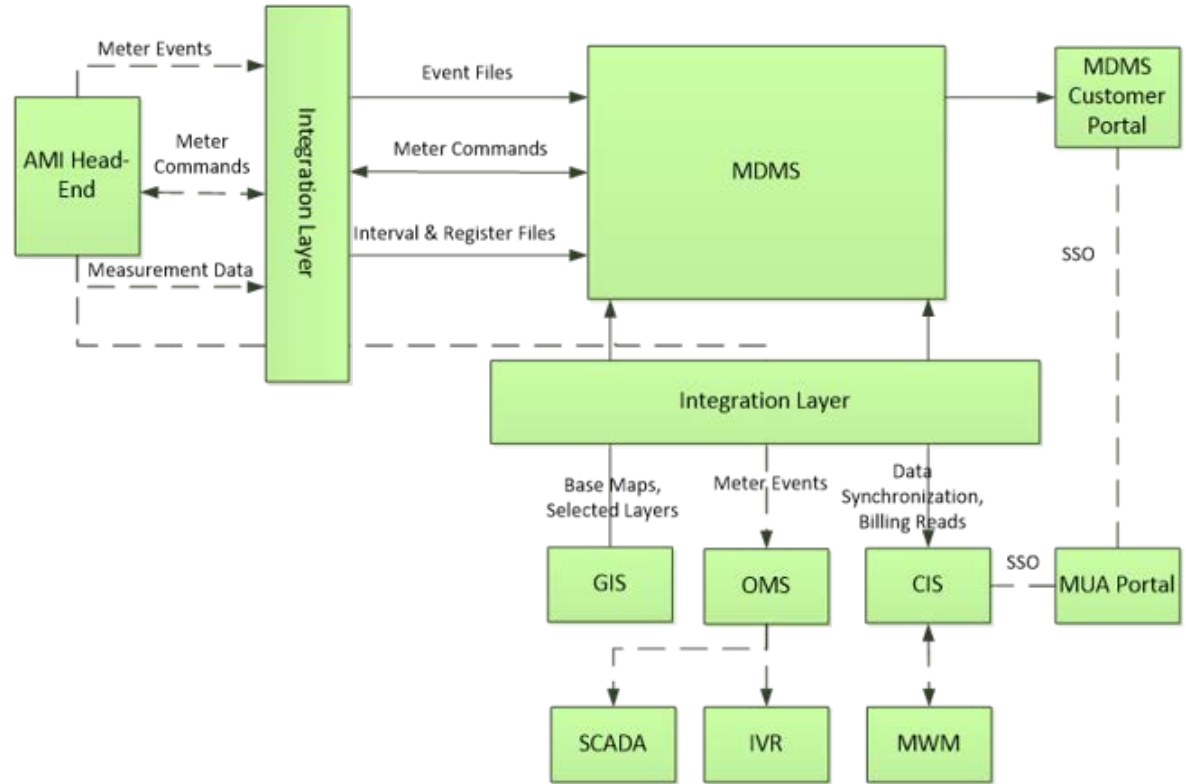 Meter Events
AMI Head-
End
Meter
Commands
Measurement Data
Integration Layer
Event Files
Meter Commands
Interval & Register Files
MDMS
MDMS
Customer
Portal
SSO
Integration Layer
Base Maps,
Selected Layers
Meter Events
Data
Synchronization,
Billing Reads
GIS
OMS
CIS
SSO
MUA Portal
SCADA
IVR
MWM